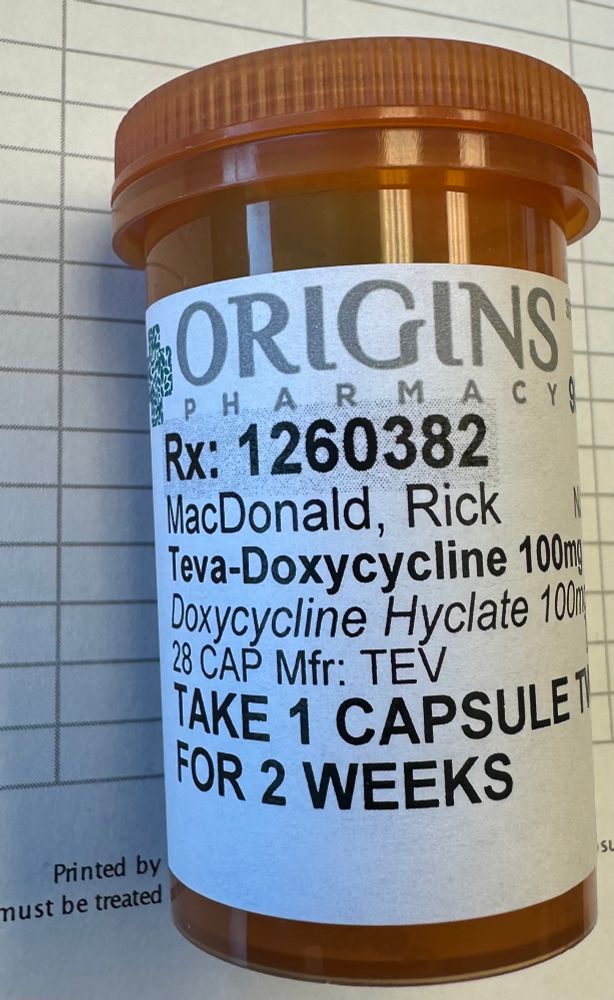 ORIGINS
PHARMACY
Rx: 1260382
MacDonald, Rick
Teva-Doxycycline 100mg
Doxycycline Hyclate 100m
28 CAP Mfr: TEV
TAKE 1 CAPSULE TW
FOR 2 WEEKS
Printed by
must be treated